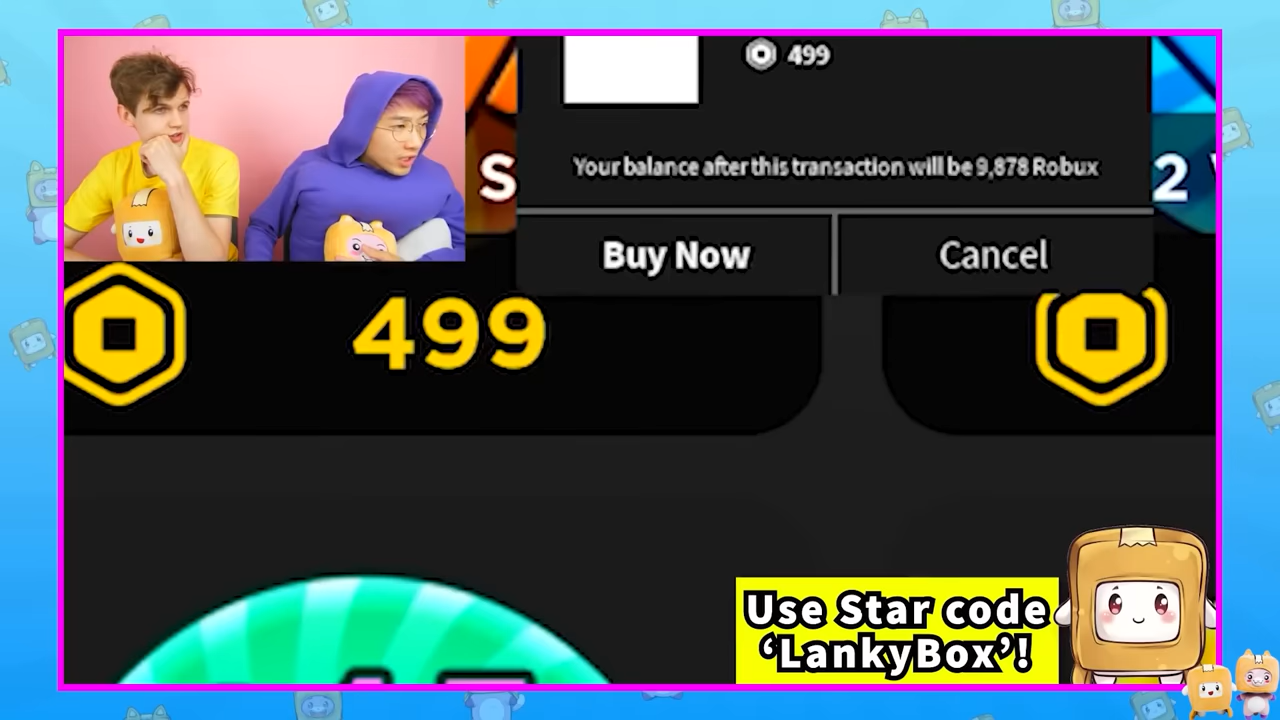 499
Your balance after this transaction will be 9,878 Robux
S
2
Buy Now
Cancel
499
Use Star code
‘LankyBox’!